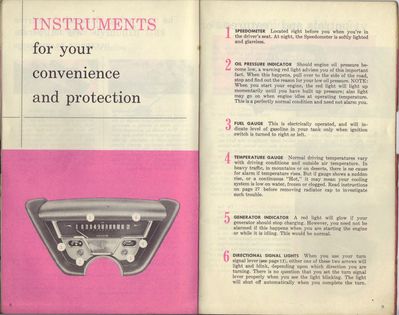 INSTRUMENTS
for your
convenience
and protection
1 SPEEDOMETER Located right before you when you're in
the driver's seat. At night, the Speedometer is softly lighted
and glareless.
2 OIL PRESSURE INDICATOR Should engine oil pressure be-
come low, a warning red light advises you of this important
fact. When this happens, pull over to the side of the road,
stop and find out the reason for your low oil pressure. NOTE:
When you start your engine, the red light will light up
momentarily until you have built up pressure; also light
may go on when engine idles at operating temperatures.
This is a perfectly normal condition and need not alarm you.
3 FUEL GAUGE This is electrically operated, and will in-
dicate level of gasoline in your tank only when ignition
switch is turned to right or left.
4 TEMPERATURE GAUGE Normal driving temperatures vary
with driving conditions and outside air temperature. In
heavy traffic, in mountains or on deserts, there is no cause
for alarm if temperature rises. But if gauge shows a sudden
rise, or a continuous "Hot," it may mean your cooling
system is low on water, frozen or clogged. Read instructions
on page 27 before removing radiator cap to investigate
such trouble.
5 GENERATOR INDICATOR A red light will glow if your
generator should stop charging. However, you need not be
alarmed if this happens when you are starting the engine
or while it is idling. This would be normal.
6 DIRECTIONAL SIGNAL LIGHTS When you use your turn
signal lever (see page 17), either one of these two arrows will
light and blink, depending upon which direction you are
turning. There is no question that you set the turn signal
lever properly when you see the light blinking. The light
will shut off automatically when you complete the turn.